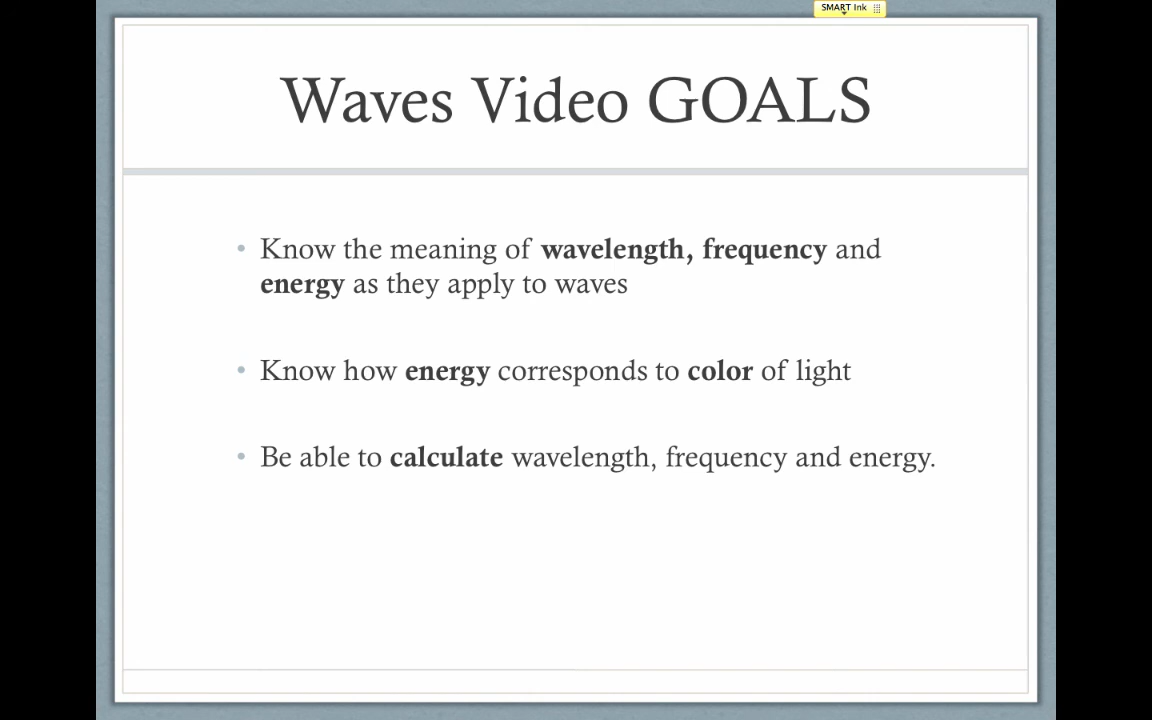 SMART Ink
Waves Video GOALS
• Know the meaning of wavelength, frequency and
energy as they apply to waves
• Know how energy corresponds to color of light
• Be able to calculate wavelength, frequency and energy.